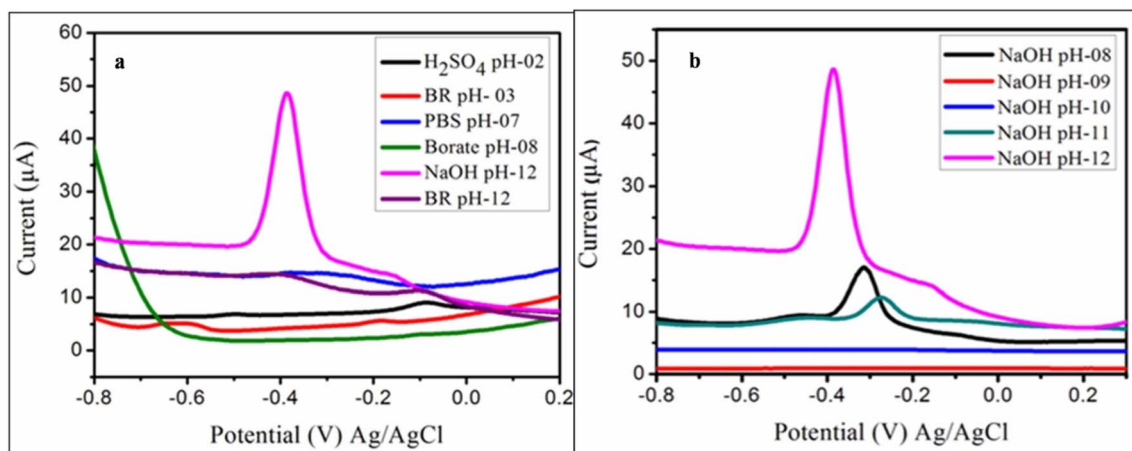 a
60
50
40
30
20
10
0
Current (µA)
H₂SO₄ pH-02
BR pH- 03
PBS pH-07
Borate pH-08
NaOH pH-12
BR pH-12
-0.8 -0.6 -0.4 -0.2 0.0 0.2
Potential (V) Ag/AgCl
b
50
40
30
20
10
0
Current (µA)
NaOH pH-08
NaOH pH-09
NaOH pH-10
NaOH pH-11
NaOH pH-12
-0.8 -0.6 -0.4 -0.2 0.0 0.2
Potential (V) Ag/AgCl